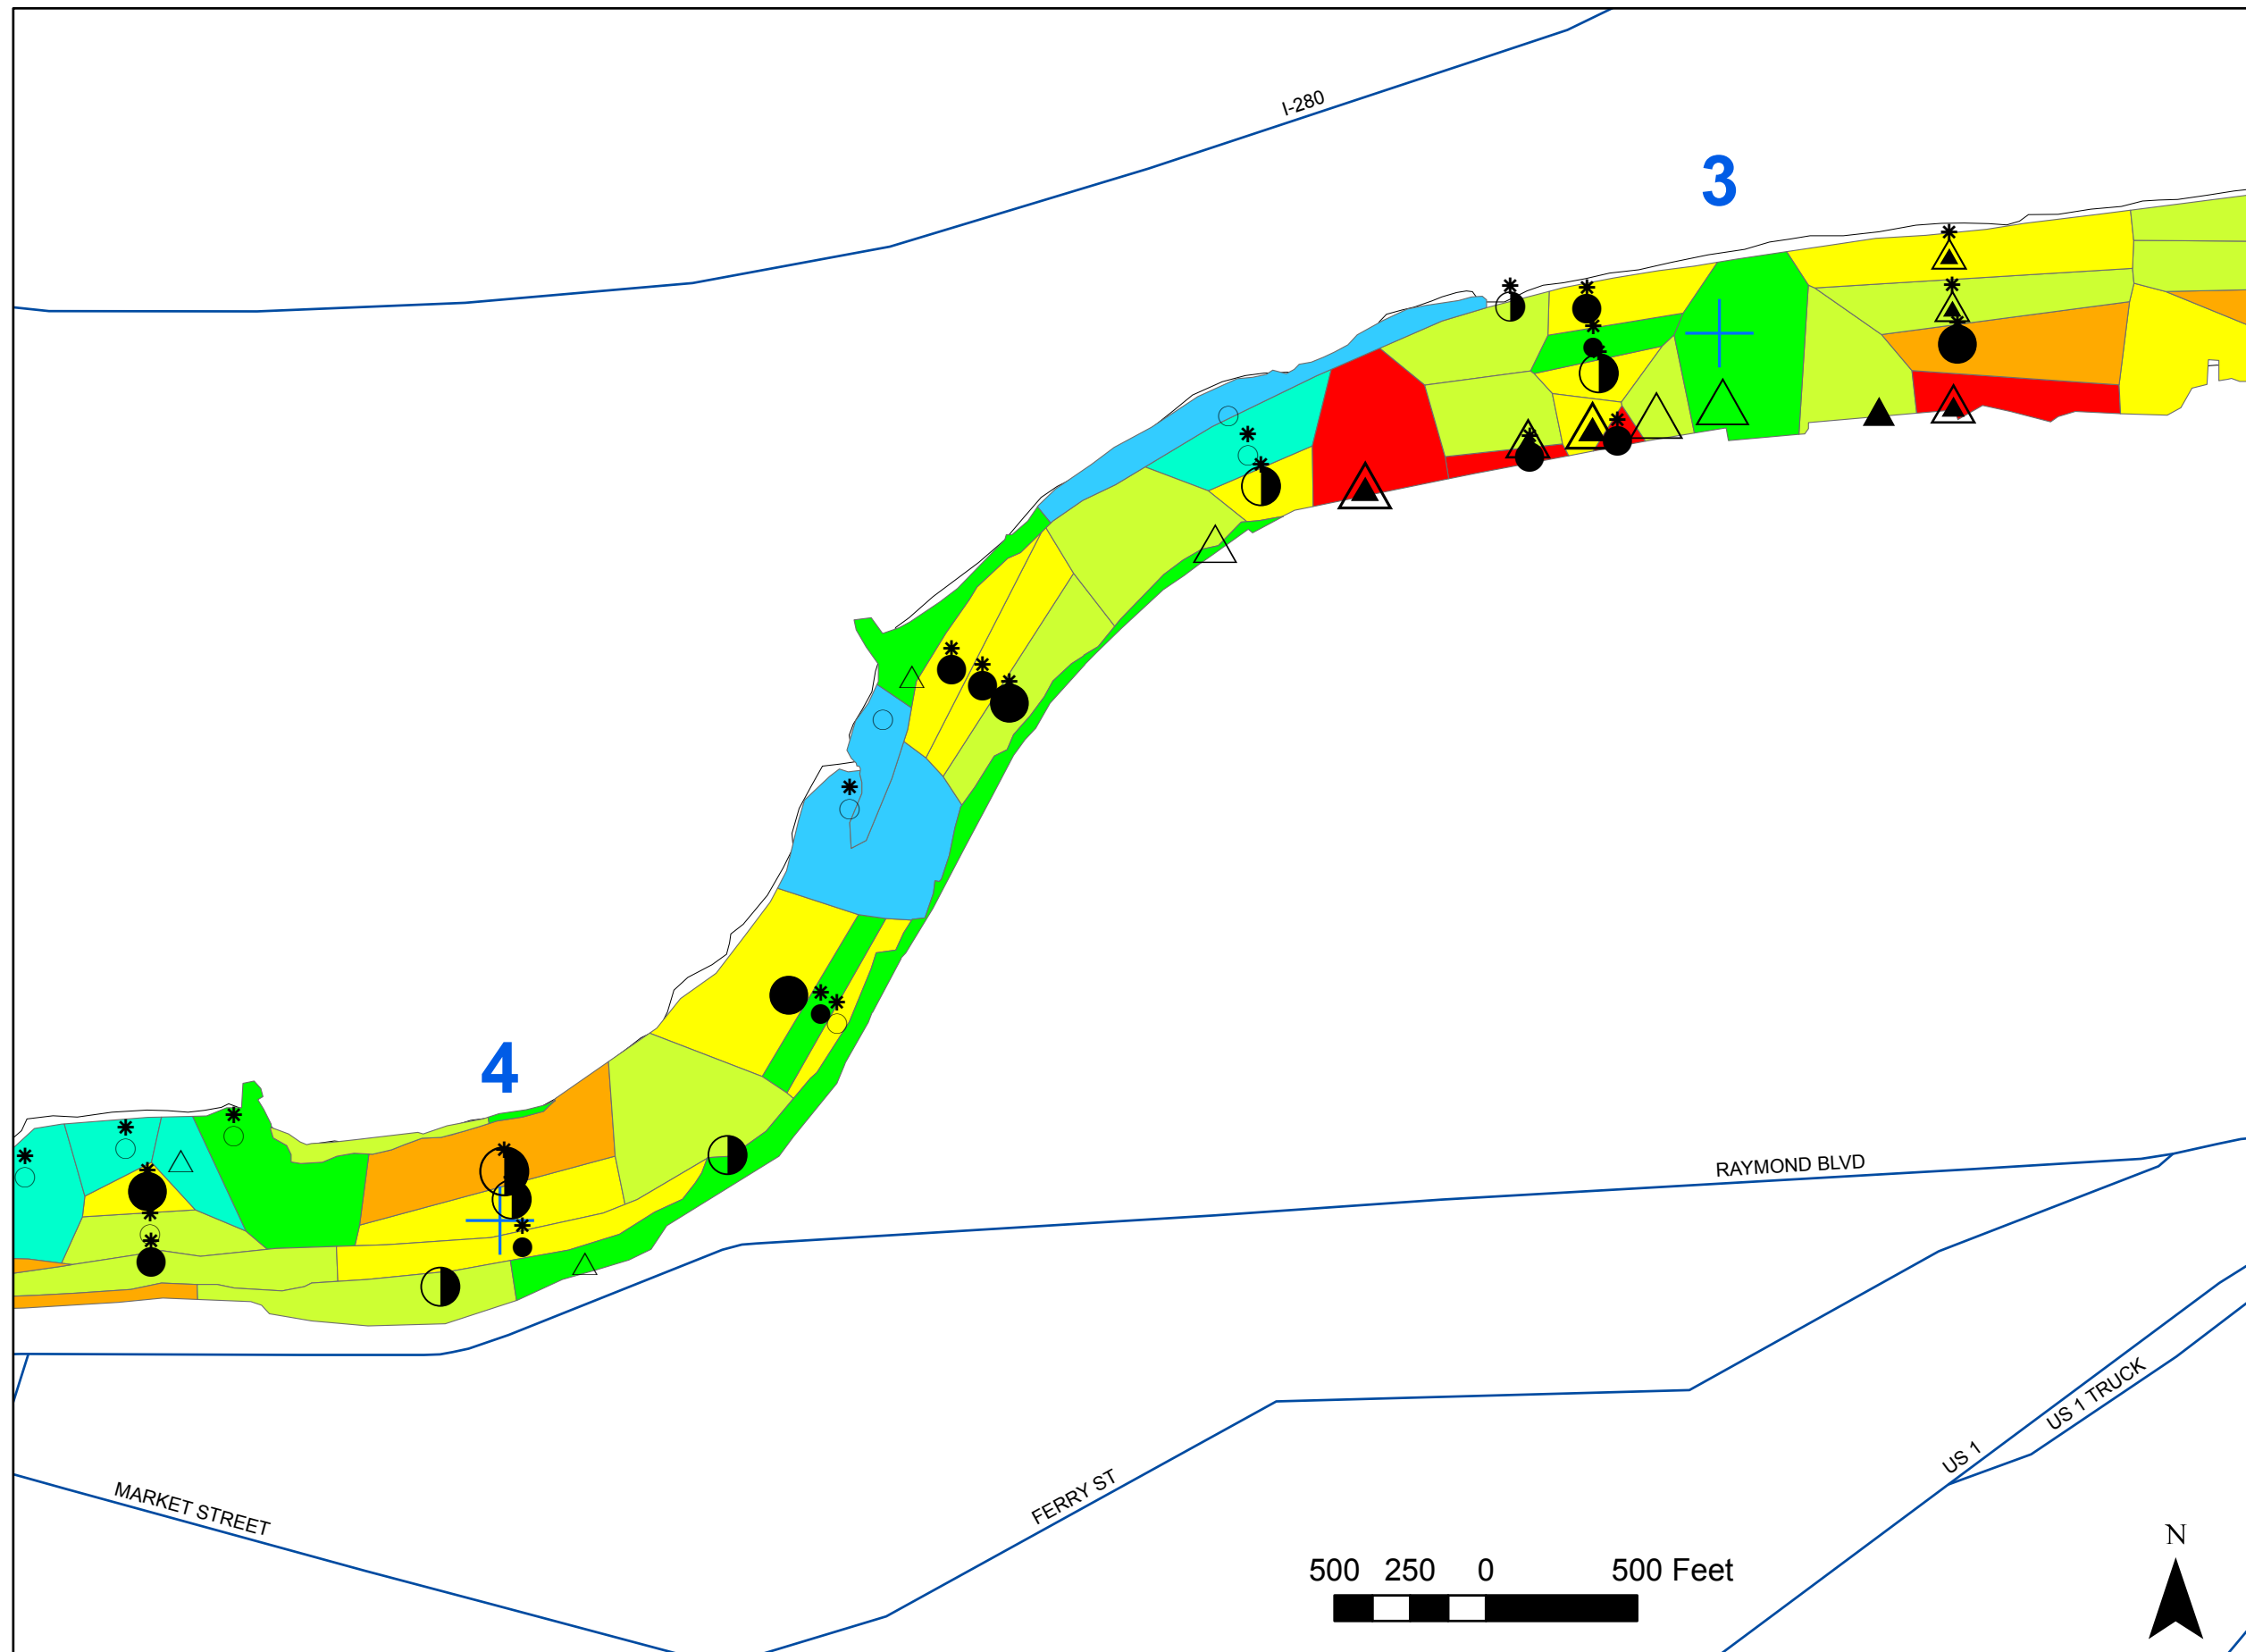 I-280
3
4
RAYMOND BLVD
US 1 TRUCK
US 1
FERRY ST
MARKET STREET
N
500 250 0 500 Feet